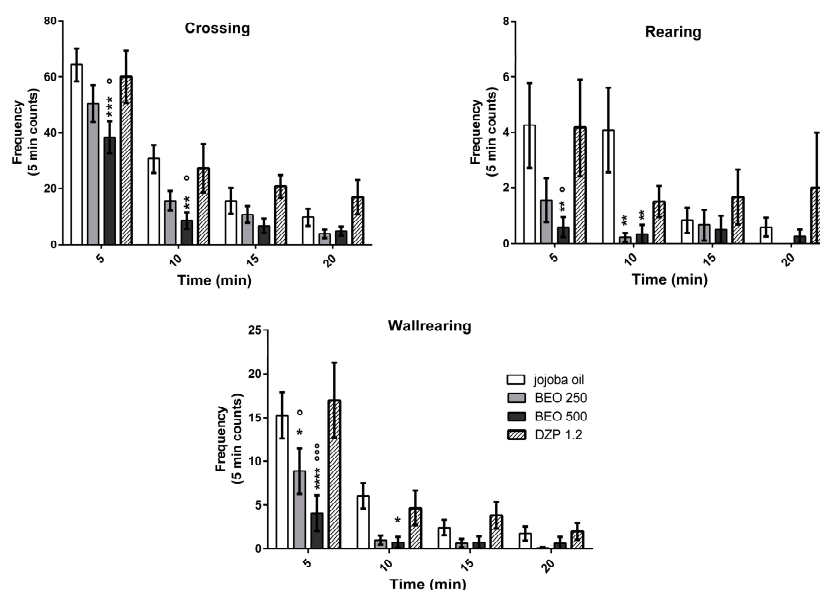 Crossing
Frequency
(5 min counts)
80
60
40
20
0
***
°
**
°
5
10
15
20
Time (min)
Rearing
Frequency
(5 min counts)
8
6
4
2
0
**
°
**
**
5
10
15
20
Time (min)
Wallrearing
Frequency
(5 min counts)
25
20
15
10
5
0
*
°
****
°°°
*
5
10
15
20
Time (min)
jojoba oil
BEO 250
BEO 500
DZP 1.2